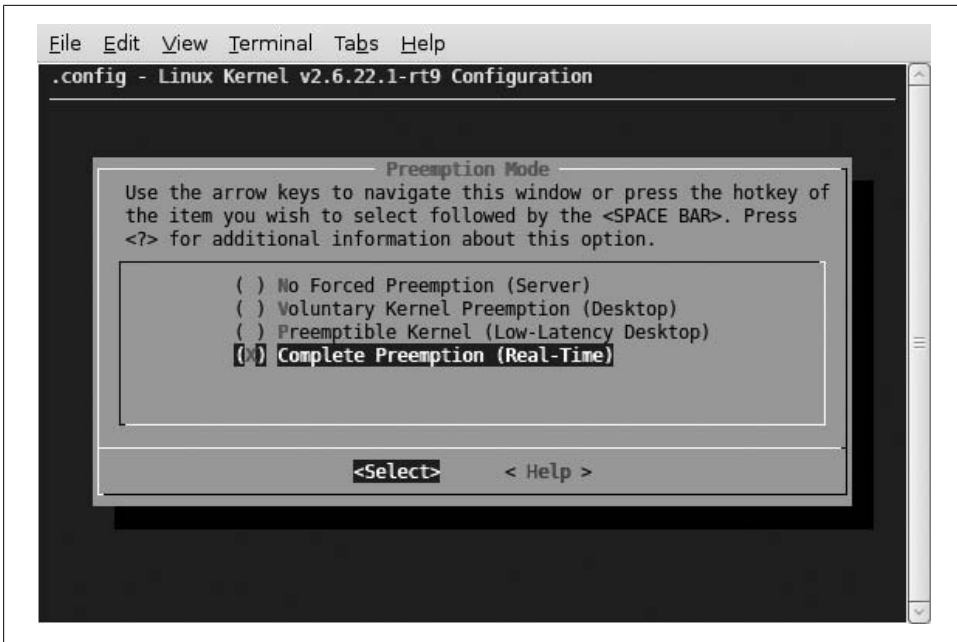 File Edit View Terminal Tabs Help
.config - Linux Kernel v2.6.22.1-rt9 Configuration
Preemption Mode
Use the arrow keys to navigate this window or press the hotkey of
the item you wish to select followed by the <SPACE BAR>. Press
<?> for additional information about this option.
( ) No Forced Preemption (Server)
( ) Voluntary Kernel Preemption (Desktop)
( ) Preemptible Kernel (Low-Latency Desktop)
(X) Complete Preemption (Real-Time)
<Select> < Help >